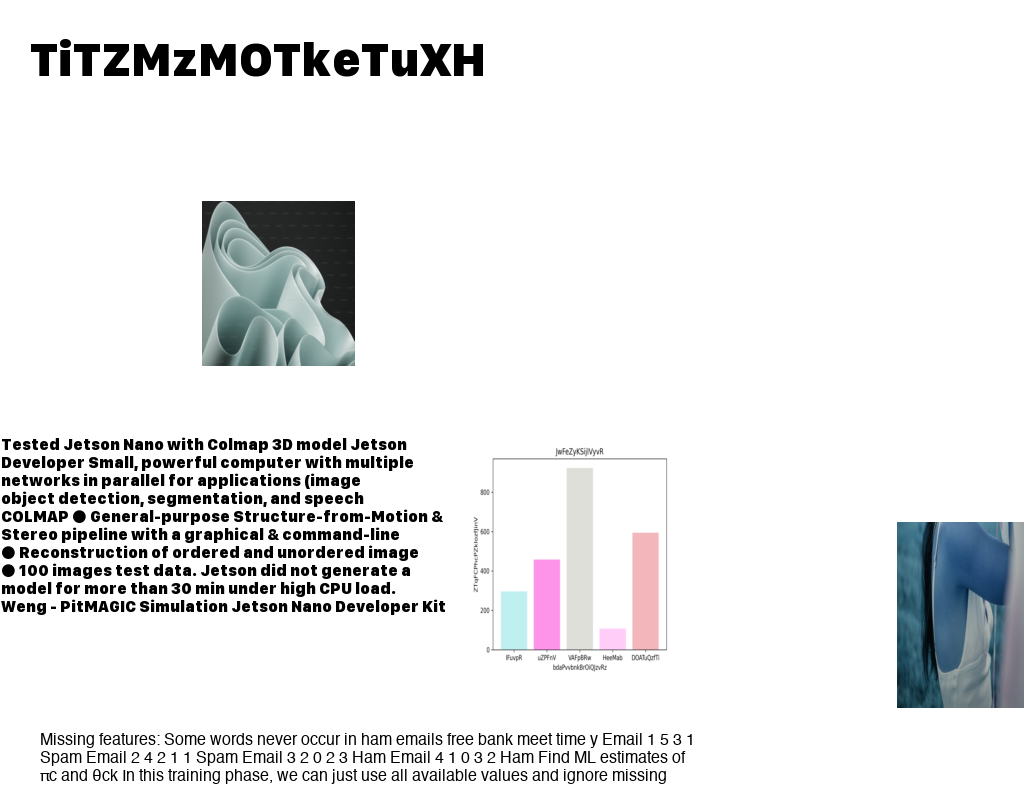 TiTZMzMOTkeTuXH
Tested Jetson Nano with Colmap 3D model Jetson
Developer Small, powerful computer with multiple
networks in parallel for applications (image
object detection, segmentation, and speech
COLMAP ● General-purpose Structure-from-Motion &
Stereo pipeline with a graphical & command-line
● Reconstruction of ordered and unordered image
● 100 images test data. Jetson did not generate a
model for more than 30 min under high CPU load.
Weng - PitMAGIC Simulation Jetson Nano Developer Kit
800
600
400
200
0
uZPFnV
VAFpBRw
HeeMab
Missing features: Some words never occur in ham emails free bank meet time y Email 1 5 3 1
Spam Email 2 4 2 1 1 Spam Email 3 2 0 2 3 Ham Email 4 1 0 3 2 Ham Find ML estimates of
πc and θck In this training phase, we can just use all available values and ignore missing